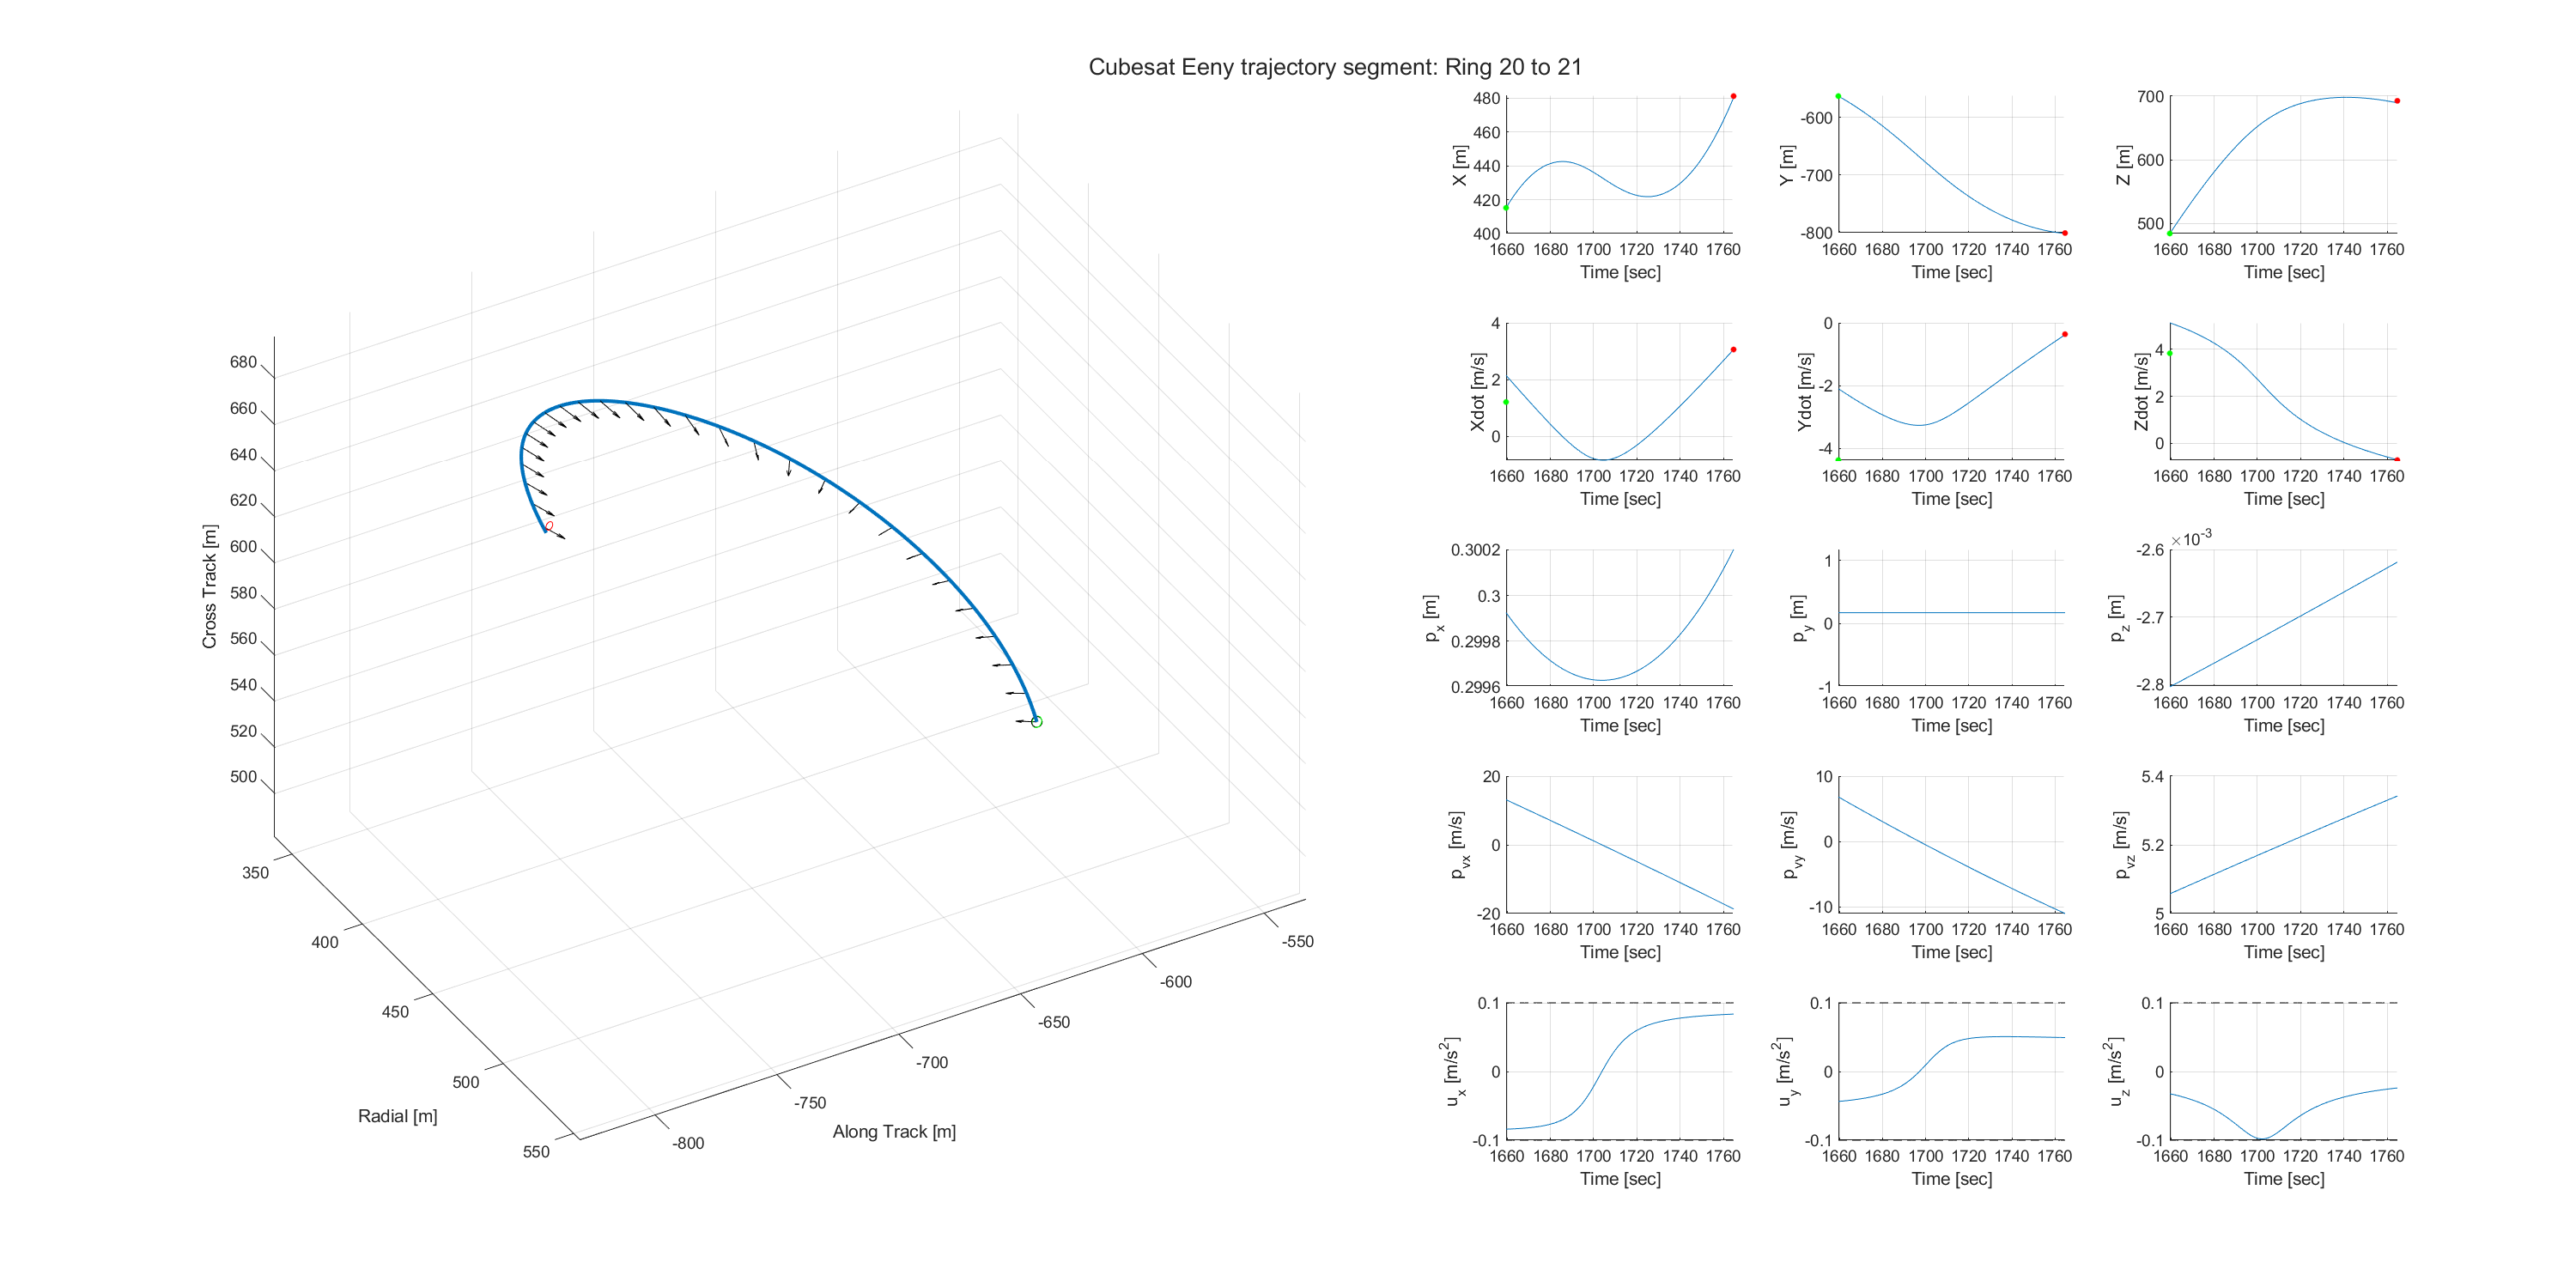 Cubesat Eeny trajectory segment: Ring 20 to 21
680
660
640
620
600
580
560
540
520
500
Cross Track [m]
350
400
450
500
550
Radial [m]
-800
-750
-700
-650
-600
-550
Along Track [m]
480
460
440
420
400
X [m]
1660 1680 1700 1720 1740 1760
Time [sec]
-600
-700
-800
Y [m]
1660 1680 1700 1720 1740 1760
Time [sec]
700
600
500
Z [m]
1660 1680 1700 1720 1740 1760
Time [sec]
4
2
0
Xdot [m/s]
1660 1680 1700 1720 1740 1760
Time [sec]
0
-2
-4
Ydot [m/s]
1660 1680 1700 1720 1740 1760
Time [sec]
4
2
0
Zdot [m/s]
1660 1680 1700 1720 1740 1760
Time [sec]
0.3002
0.3
0.2998
0.2996
p_x [m]
1660 1680 1700 1720 1740 1760
Time [sec]
1
0
-1
p_y [m]
1660 1680 1700 1720 1740 1760
Time [sec]
×10^-3
-2.6
-2.7
-2.8
p_z [m]
1660 1680 1700 1720 1740 1760
Time [sec]
20
0
-20
p_vx [m/s]
1660 1680 1700 1720 1740 1760
Time [sec]
10
0
-10
p_vy [m/s]
1660 1680 1700 1720 1740 1760
Time [sec]
5.4
5.2
5
p_vz [m/s]
1660 1680 1700 1720 1740 1760
Time [sec]
0.1
0
-0.1
u_x [m/s^2]
1660 1680 1700 1720 1740 1760
Time [sec]
0.1
0
-0.1
u_y [m/s^2]
1660 1680 1700 1720 1740 1760
Time [sec]
0.1
0
-0.1
u_z [m/s^2]
1660 1680 1700 1720 1740 1760
Time [sec]